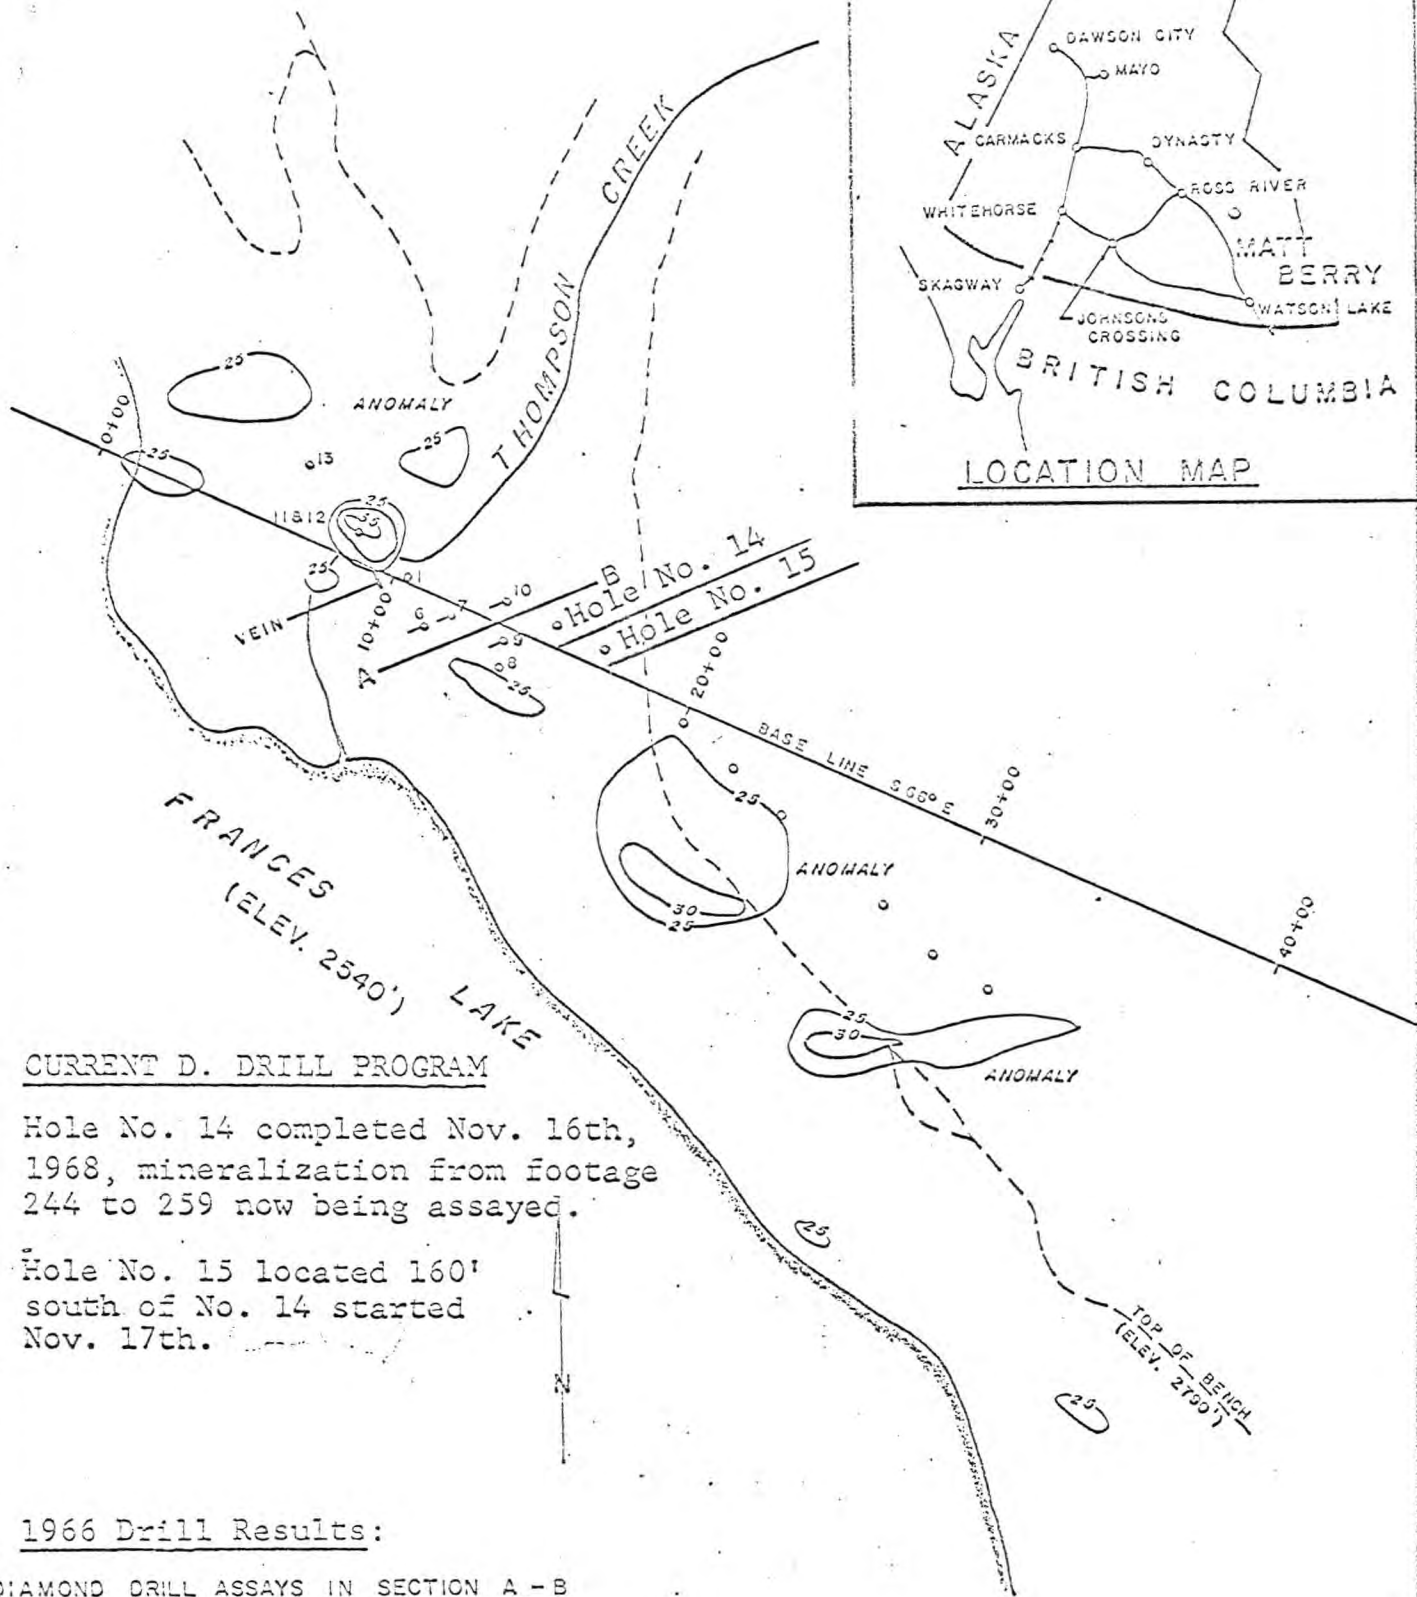 ALASKA
DAWSON CITY
MAYO
CARMACKS
DYNASTY
ROSS RIVER
WHITEHORSE
MATT
BERRY
SKAGWAY
WATSON LAKE
JOHNSONS
CROSSING
BRITISH COLUMBIA
LOCATION MAP
THOMPSON CREEK
25
ANOMALY
25
0+00
25
13
25
11&12
35
25
1
VEIN
10+00
6
7
10
9
8
25
A
B
Hole No. 14
Hole No. 15
20+00
BASE LINE S 66° E
30+00
40+00
25
ANOMALY
30
25
FRANCES
(ELEV. 2540')
LAKE
25
30
ANOMALY
25
TOP OF BENCH
(ELEV. 2790')
25
CURRENT D. DRILL PROGRAM
Hole No. 14 completed Nov. 16th,
1968, mineralization from footage
244 to 259 now being assayed.
Hole No. 15 located 160'
south of No. 14 started
Nov. 17th.
N
1966 Drill Results:
DIAMOND DRILL ASSAYS IN SECTION A - B